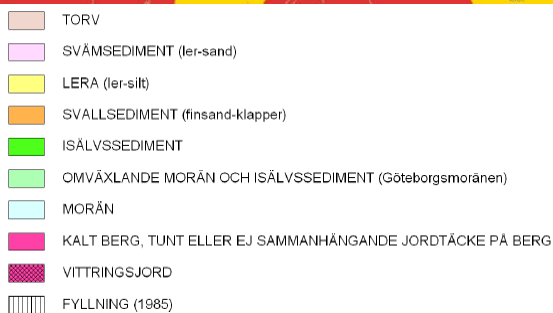 TORV
SVÄMSEDIMENT (ler-sand)
LERA (ler-silt)
SVALLSEDIMENT (finsand-klapper)
ISÄLVSSEDIMENT
OMVÄXLANDE MORÄN OCH ISÄLVSSEDIMENT (Göteborgsmoränen)
MORÄN
KALT BERG, TUNT ELLER EJ SAMMANHÄNGANDE JORDTÄCKE PÅ BERG
VITTRINGSJORD
FYLLNING (1985)